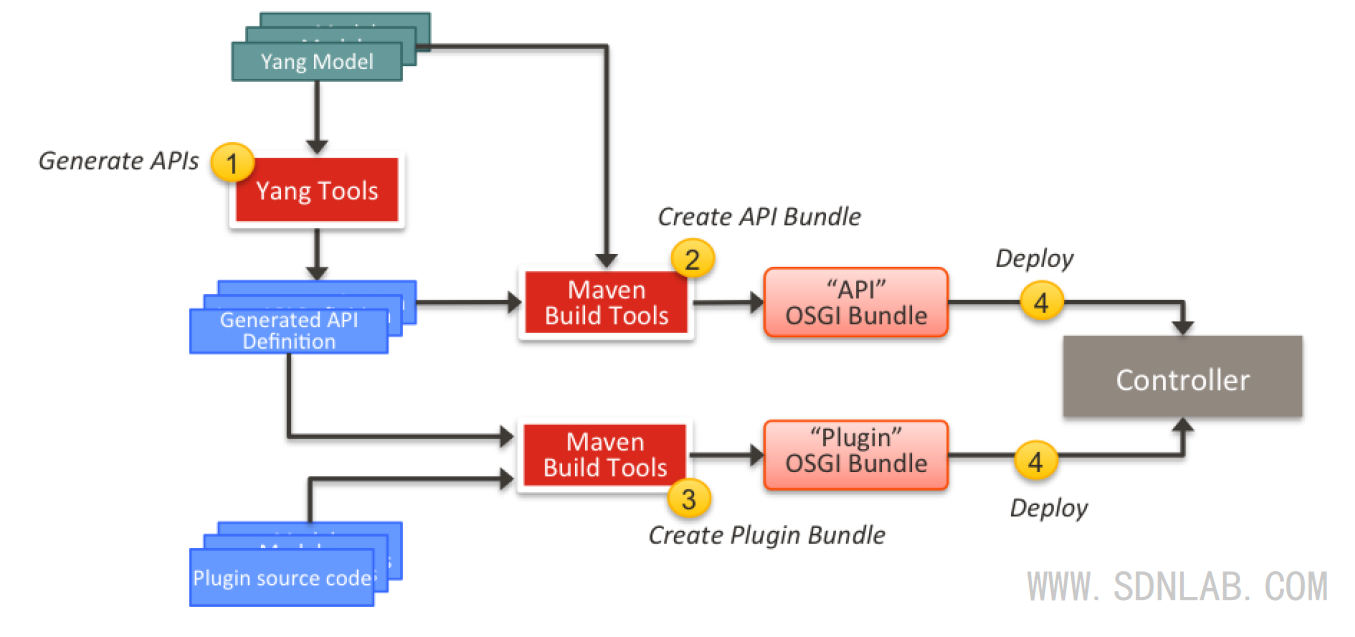 Yang Model
Generate APIs
1
Yang Tools
Create API Bundle
2
Maven
Build Tools
“API”
OSGI Bundle
Deploy
4
Generated API
Definition
Controller
Maven
Build Tools
3
Create Plugin Bundle
“Plugin”
OSGI Bundle
4
Deploy
Plugin source code
WWW.SDNLAB.COM